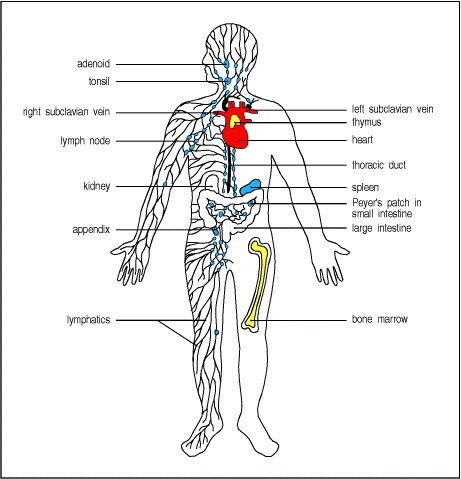 adenoid
tonsil
right subclavian vein
lymph node
kidney
appendix
lymphatics
left subclavian vein
thymus
heart
thoracic duct
spleen
Peyer's patch in
small intestine
large intestine
bone marrow